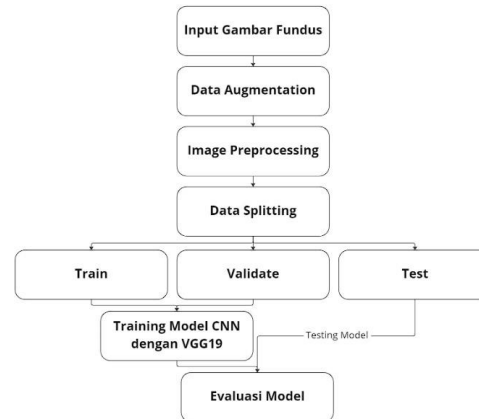 Input Gambar Fundus
Data Augmentation
Image Preprocessing
Data Splitting
Train
Validate
Test
Training Model CNN
dengan VGG19
Testing Model
Evaluasi Model